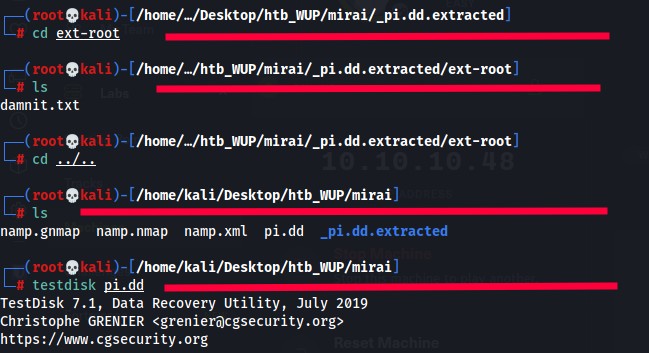 (root💀kali)-[/home/…/Desktop/htb_WUP/mirai/_pi.dd.extracted]
# cd ext-root
(root💀kali)-[/home/…/htb_WUP/mirai/_pi.dd.extracted/ext-root]
# ls
Labs
damnit.txt
(root💀kali)-[/home/…/htb_WUP/mirai/_pi.dd.extracted/ext-root]
# cd ../..
10.10.10.48
(root💀kali)-[/home/kali/Desktop/htb_WUP/mirai]
# ls
namp.gnmap  namp.nmap  namp.xml  pi.dd  _pi.dd.extracted
(root💀kali)-[/home/kali/Desktop/htb_WUP/mirai]
# testdisk pi.dd
TestDisk 7.1, Data Recovery Utility, July 2019
Christophe GRENIER <grenier@cgsecurity.org>
https://www.cgsecurity.org
Reset Machine